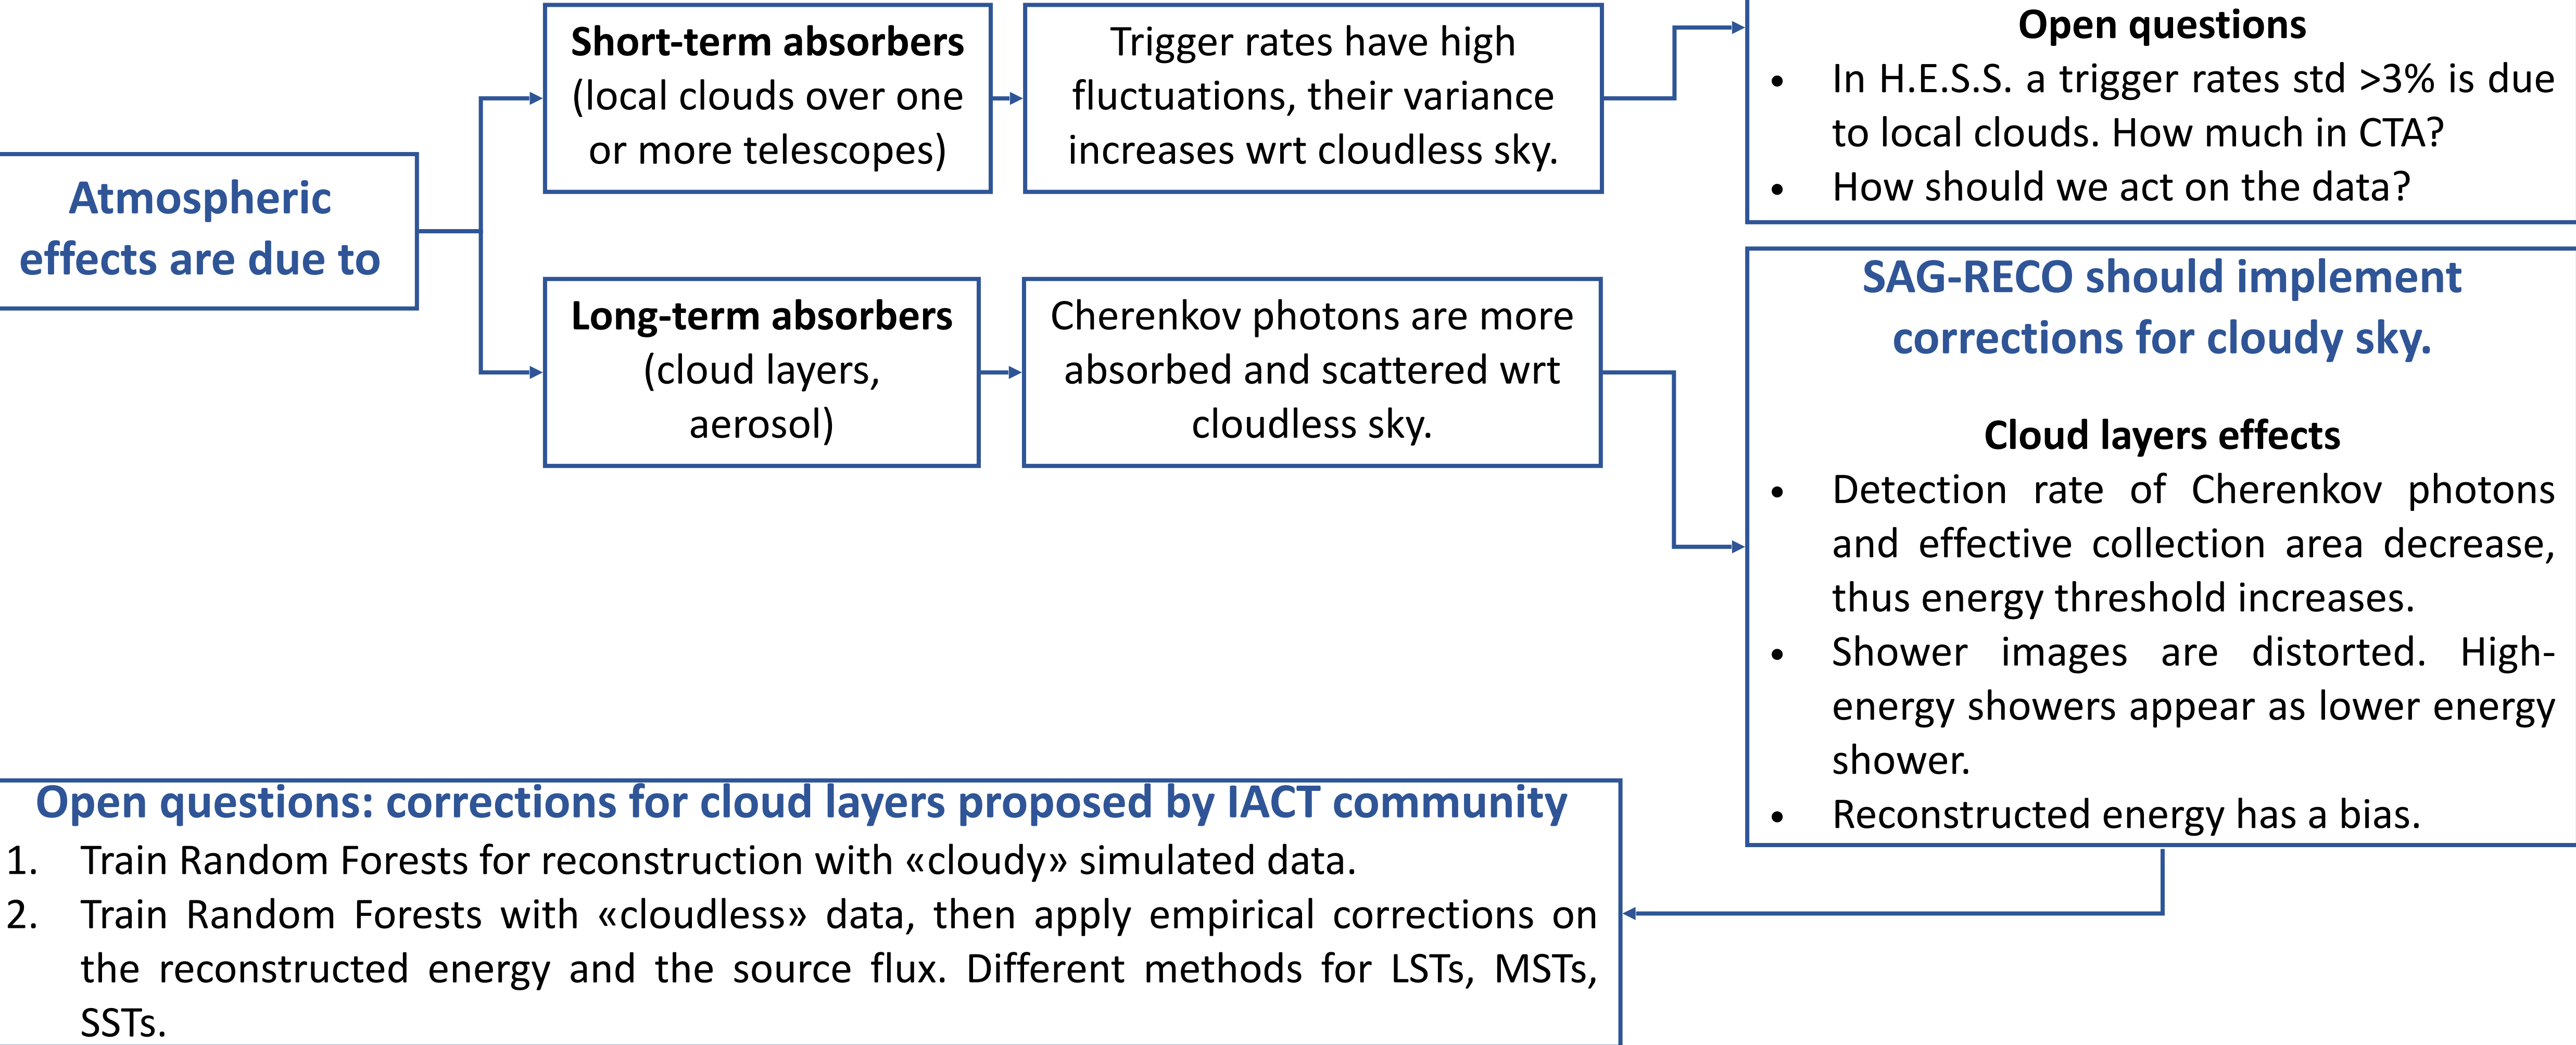 Atmospheric
effects are due to
Short-term absorbers
(local clouds over one
or more telescopes)
Trigger rates have high
fluctuations, their variance
increases wrt cloudless sky.
Open questions
• In H.E.S.S. a trigger rates std >3% is due
to local clouds. How much in CTA?
• How should we act on the data?
Long-term absorbers
(cloud layers,
aerosol)
Cherenkov photons are more
absorbed and scattered wrt
cloudless sky.
SAG-RECO should implement
corrections for cloudy sky.
Cloud layers effects
• Detection rate of Cherenkov photons
and effective collection area decrease,
thus energy threshold increases.
• Shower images are distorted. High-
energy showers appear as lower energy
shower.
• Reconstructed energy has a bias.
Open questions: corrections for cloud layers proposed by IACT community
1. Train Random Forests for reconstruction with «cloudy» simulated data.
2. Train Random Forests with «cloudless» data, then apply empirical corrections on
the reconstructed energy and the source flux. Different methods for LSTs, MSTs,
SSTs.